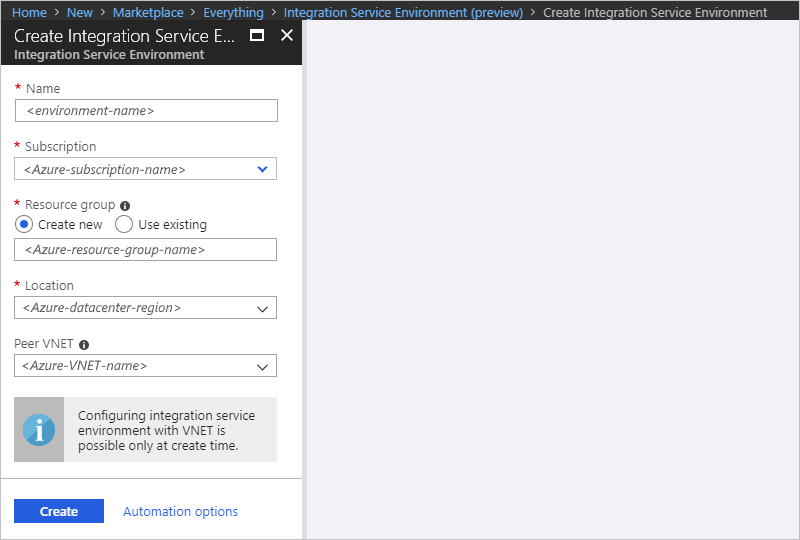 Home > New > Marketplace > Everything > Integration Service Environment (preview) > Create Integration Service Environment
Create Integration Service E...
Integration Service Environment
* Name
<environment-name>
* Subscription
<Azure-subscription-name>
* Resource group
Create new Use existing
<Azure-resource-group-name>
* Location
<Azure-datacenter-region>
Peer VNET
<Azure-VNET-name>
Configuring integration service
environment with VNET is
possible only at create time.
Create Automation options